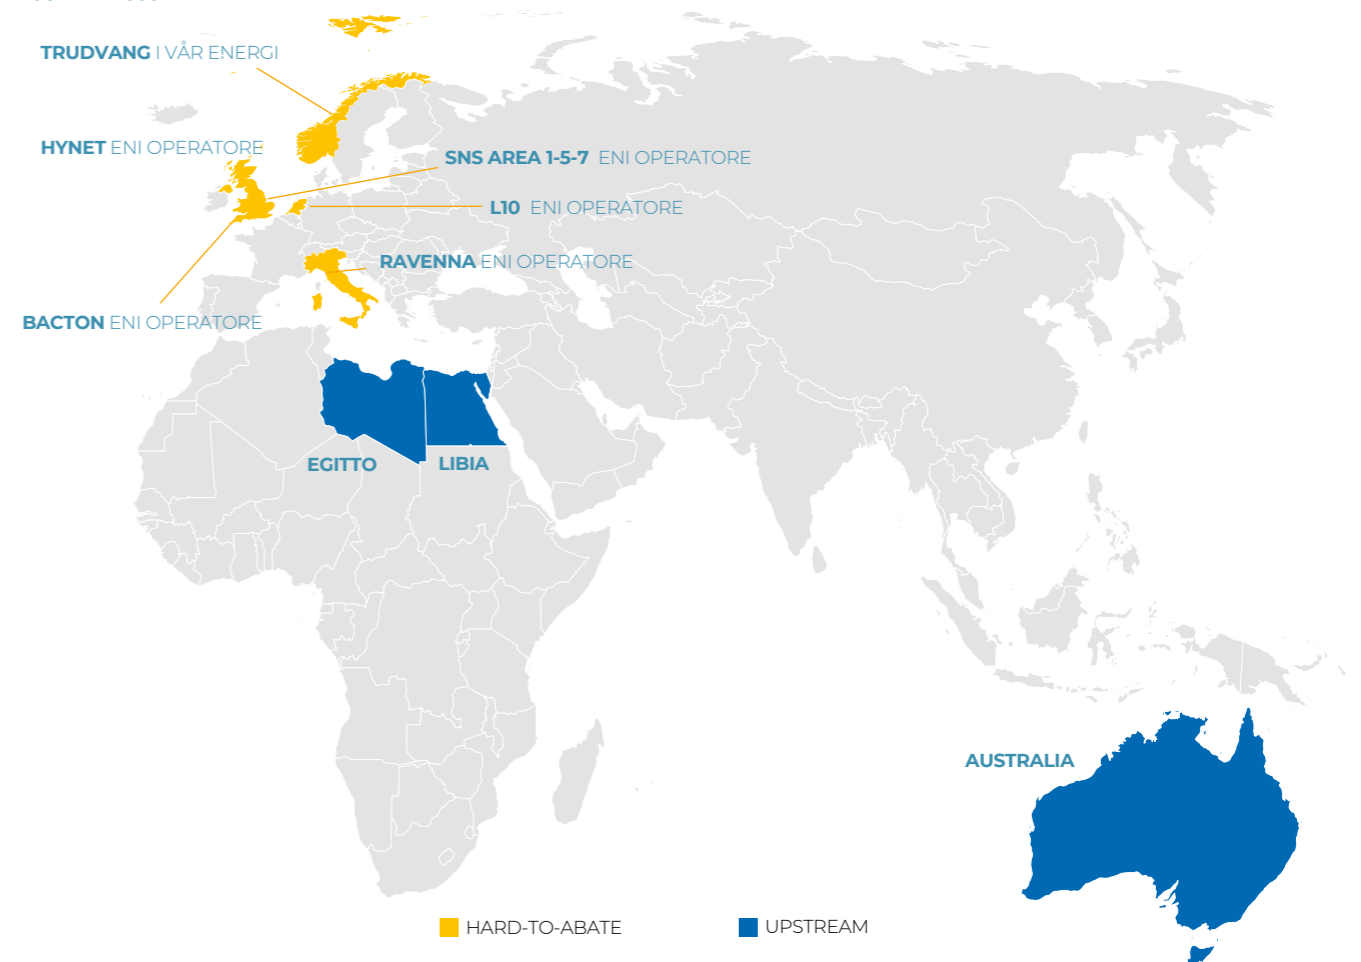 TRUDVANG I VÅR ENERGI
HYNET ENI OPERATORE
SNS AREA 1-5-7 ENI OPERATORE
L10 ENI OPERATORE
RAVENNA ENI OPERATORE
BACTON ENI OPERATORE
EGITTO
LIBIA
AUSTRALIA
HARD-TO-ABATE
UPSTREAM